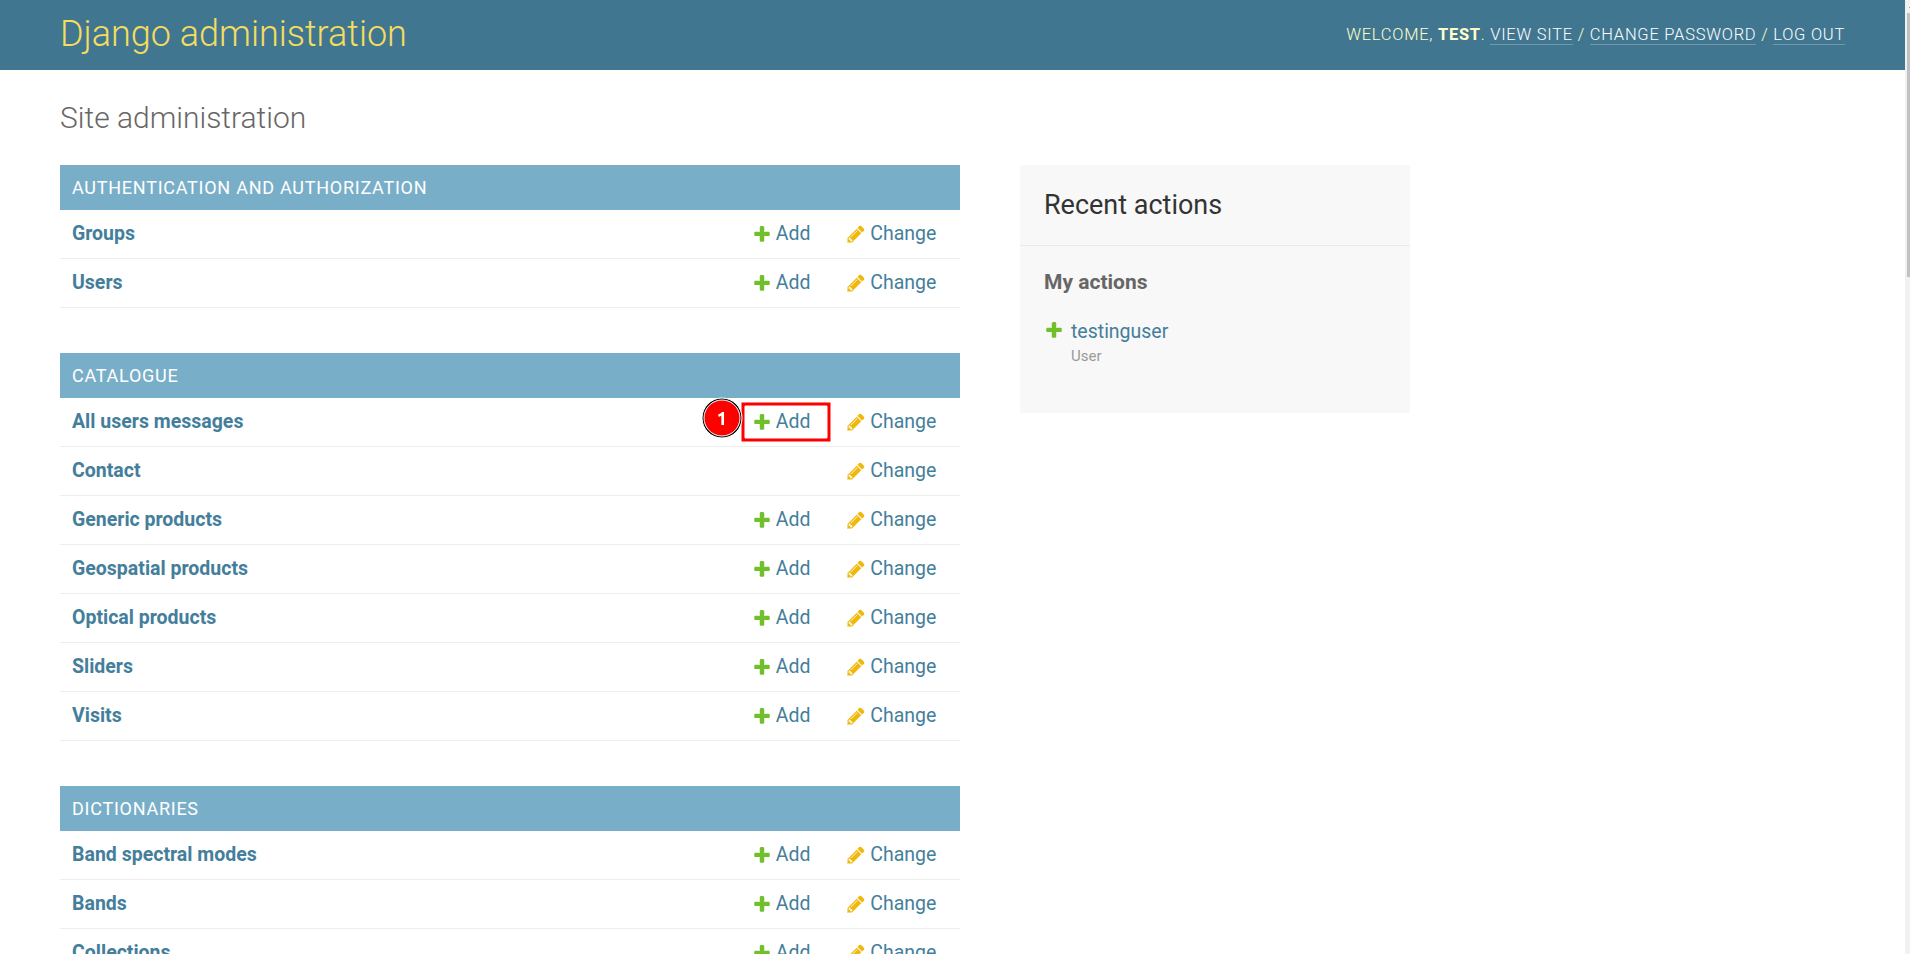 Django administration
WELCOME, TEST. VIEW SITE / CHANGE PASSWORD / LOG OUT
Site administration
AUTHENTICATION AND AUTHORIZATION
Groups Add Change
Users Add Change
CATALOGUE
All users messages 1 Add Change
Contact Change
Generic products Add Change
Geospatial products Add Change
Optical products Add Change
Sliders Add Change
Visits Add Change
DICTIONARIES
Band spectral modes Add Change
Bands Add Change
Collections Add Change
Recent actions
My actions
testinguser
User